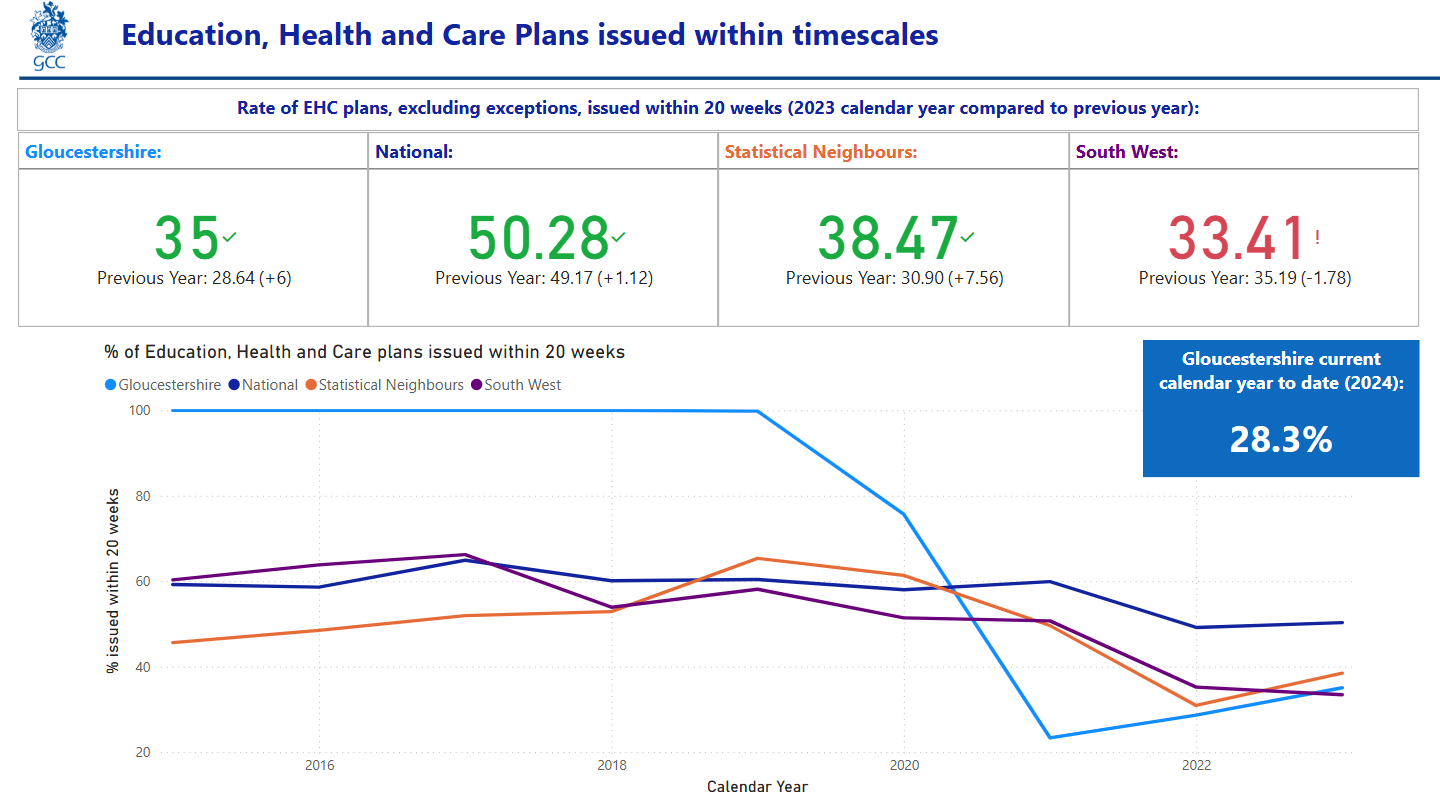 GCC
Education, Health and Care Plans issued within timescales
Rate of EHC plans, excluding exceptions, issued within 20 weeks (2023 calendar year compared to previous year):
Gloucestershire:
National:
Statistical Neighbours:
South West:
35
50.28
38.47
33.41 !
Previous Year: 28.64 (+6)
Previous Year: 49.17 (+1.12)
Previous Year: 30.90 (+7.56)
Previous Year: 35.19 (-1.78)
% of Education, Health and Care plans issued within 20 weeks
Gloucestershire National Statistical Neighbours South West
Gloucestershire current
calendar year to date (2024):
28.3%
% issued within 20 weeks
100
80
60
40
20
2016 2018 2020 2022
Calendar Year